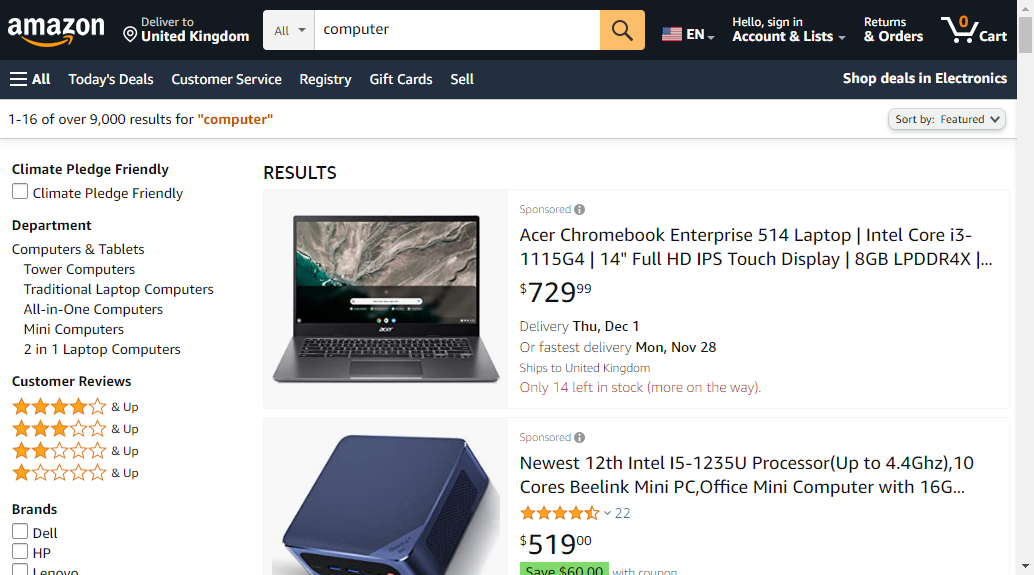 amazon
Deliver to
United Kingdom
All
computer
EN
Hello, sign in
Account & Lists
Returns
& Orders
0
Cart
All
Today's Deals
Customer Service
Registry
Gift Cards
Sell
Shop deals in Electronics
1-16 of over 9,000 results for "computer"
Sort by: Featured
Climate Pledge Friendly
Climate Pledge Friendly
Department
Computers & Tablets
Tower Computers
Traditional Laptop Computers
All-in-One Computers
Mini Computers
2 in 1 Laptop Computers
Customer Reviews
& Up
& Up
& Up
& Up
Brands
Dell
HP
Lenovo
RESULTS
acer
Sponsored
Acer Chromebook Enterprise 514 Laptop | Intel Core i3-
1115G4 | 14" Full HD IPS Touch Display | 8GB LPDDR4X |...
$72999
Delivery Thu, Dec 1
Or fastest delivery Mon, Nov 28
Ships to United Kingdom
Only 14 left in stock (more on the way).
Sponsored
Newest 12th Intel I5-1235U Processor(Up to 4.4Ghz),10
Cores Beelink Mini PC,Office Mini Computer with 16G...
22
$51900
Save $60.00 with coupon